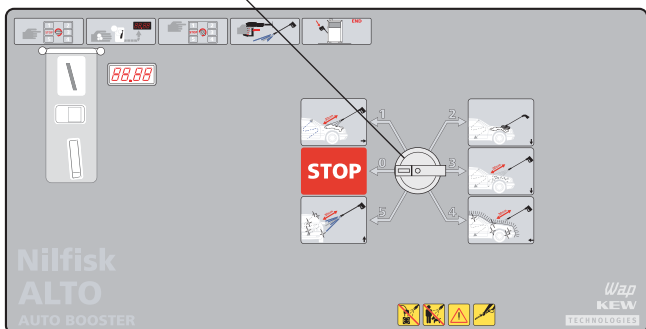 END
88.88
1
2
STOP
0
3
5
4
Nilfisk
ALTO
AUTO BOOSTER
Wap
KEW
TECHNOLOGIES